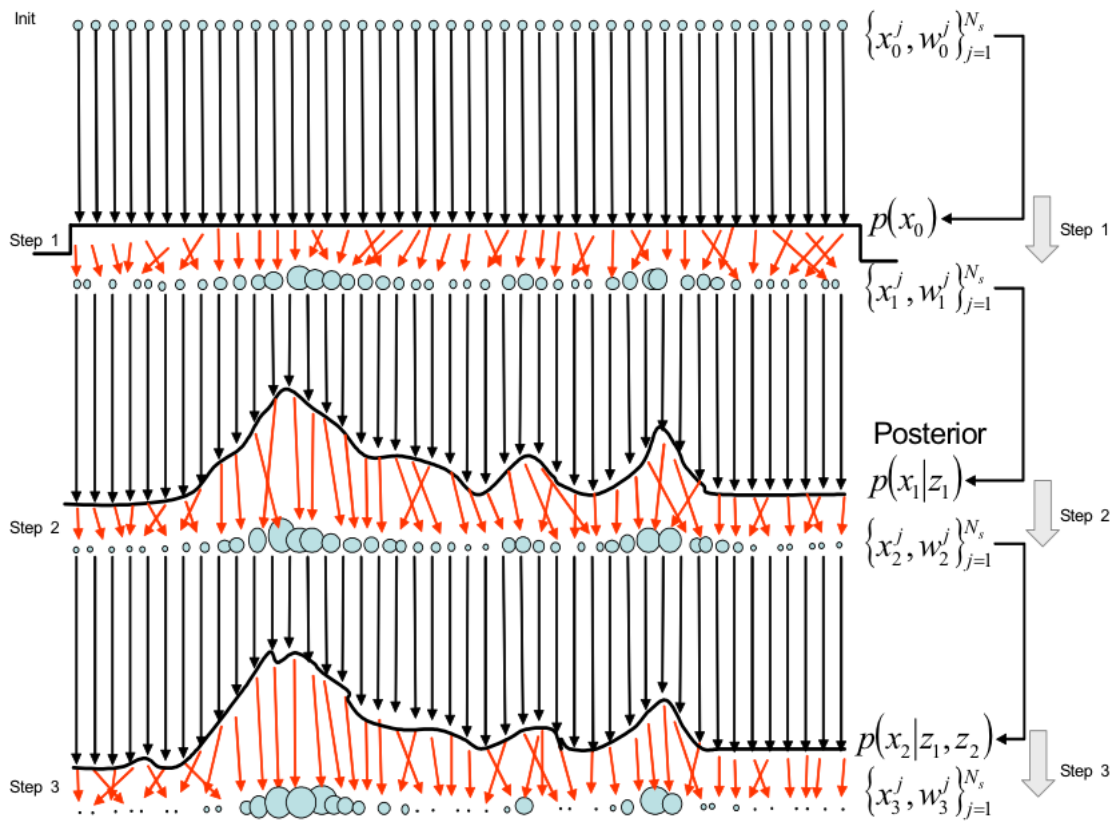 Init
{x_0^j, w_0^j}_{j=1}^{N_s}
p(x_0)
Step 1
Step 1
{x_1^j, w_1^j}_{j=1}^{N_s}
Posterior
p(x_1|z_1)
Step 2
Step 2
{x_2^j, w_2^j}_{j=1}^{N_s}
p(x_2|z_1, z_2)
Step 3
Step 3
{x_3^j, w_3^j}_{j=1}^{N_s}